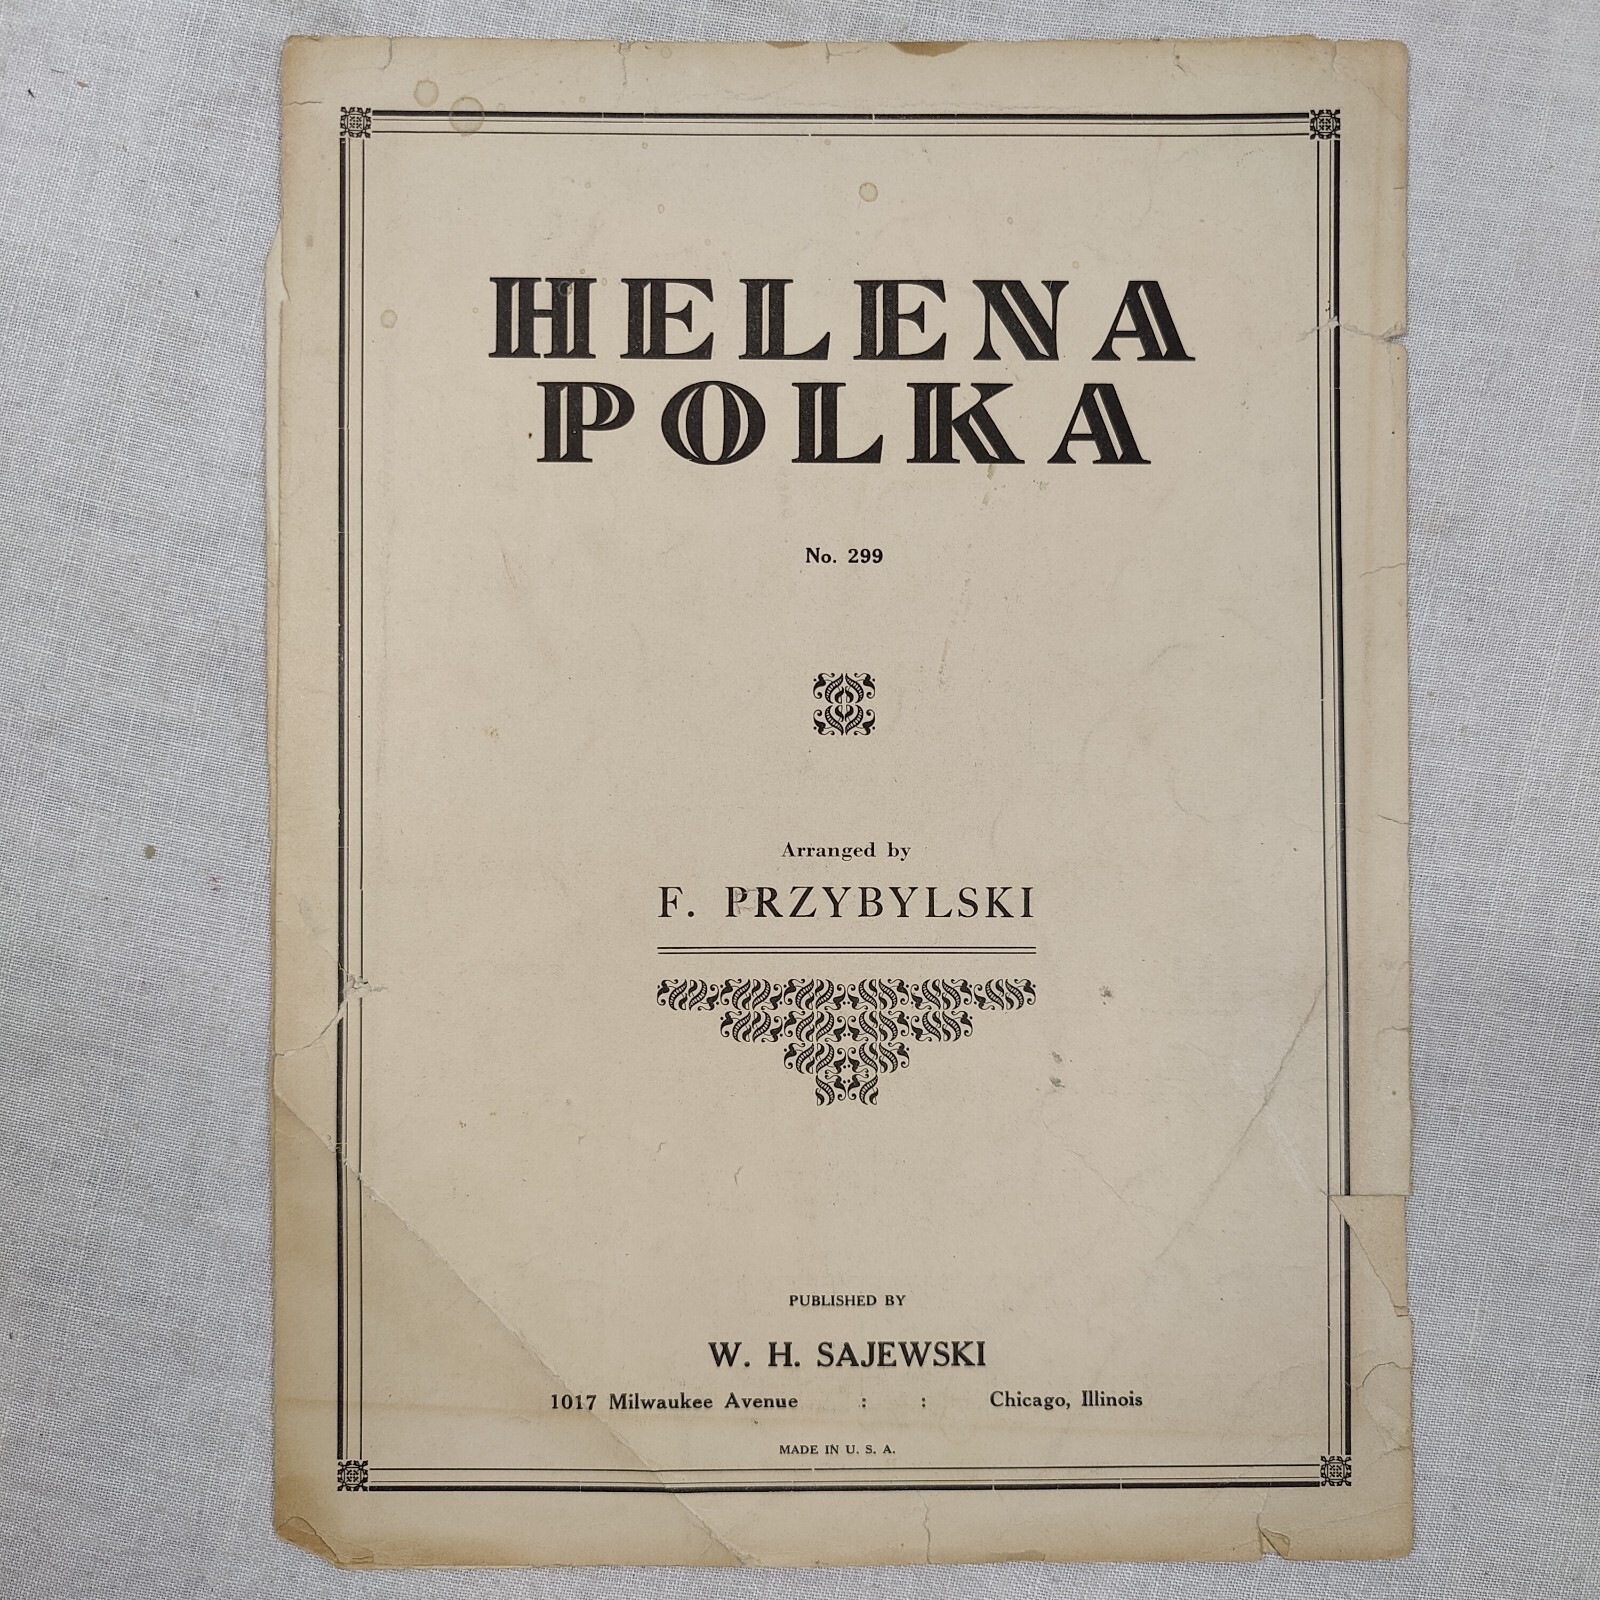 HELENA
POLKA
No. 299
Arranged by
F. PRZYBYLSKI
PUBLISHED BY
W. H. SAJEWSKI
1017 Milwaukee Avenue : : Chicago, Illinois
MADE IN U. S. A.